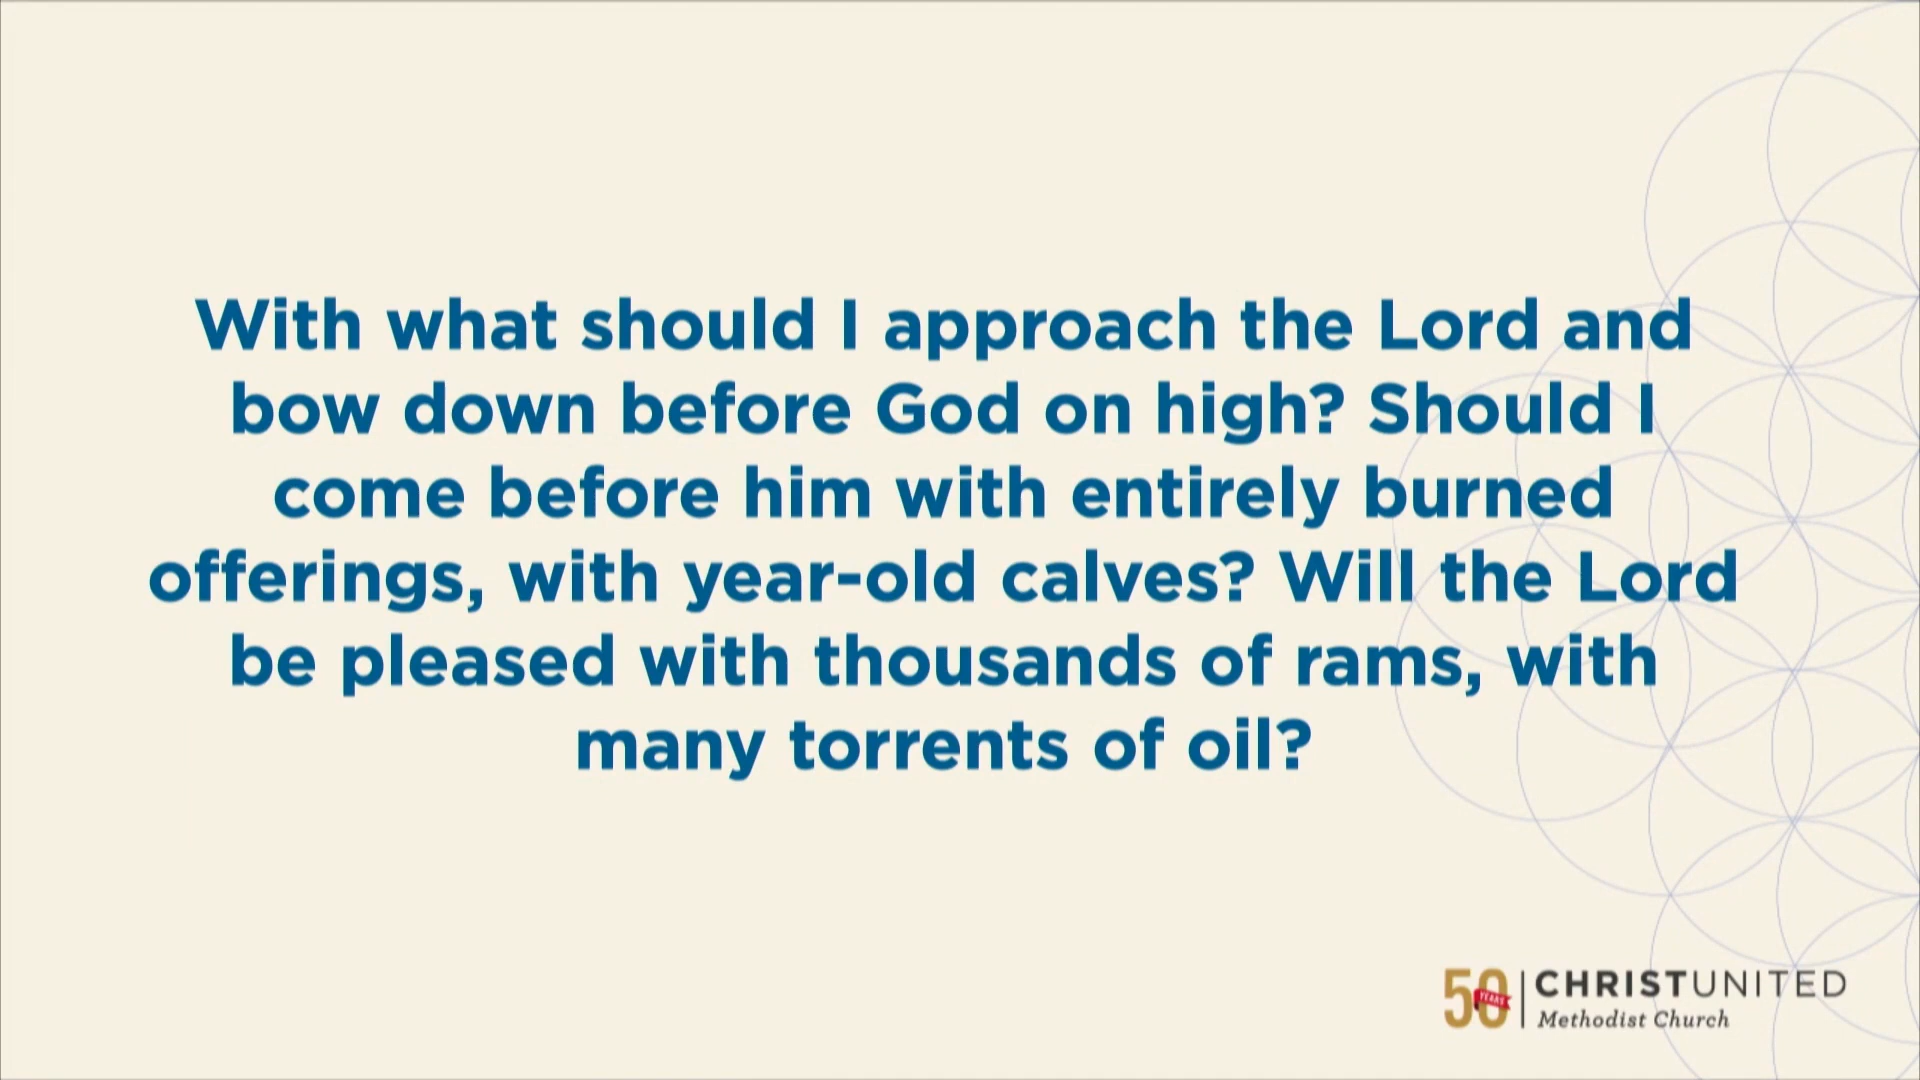 With what should I approach the Lord and
bow down before God on high? Should I
come before him with entirely burned
offerings, with year-old calves? Will the Lord
be pleased with thousands of rams, with
many torrents of oil?
50 YEARS
CHRISTUNITED
Methodist Church